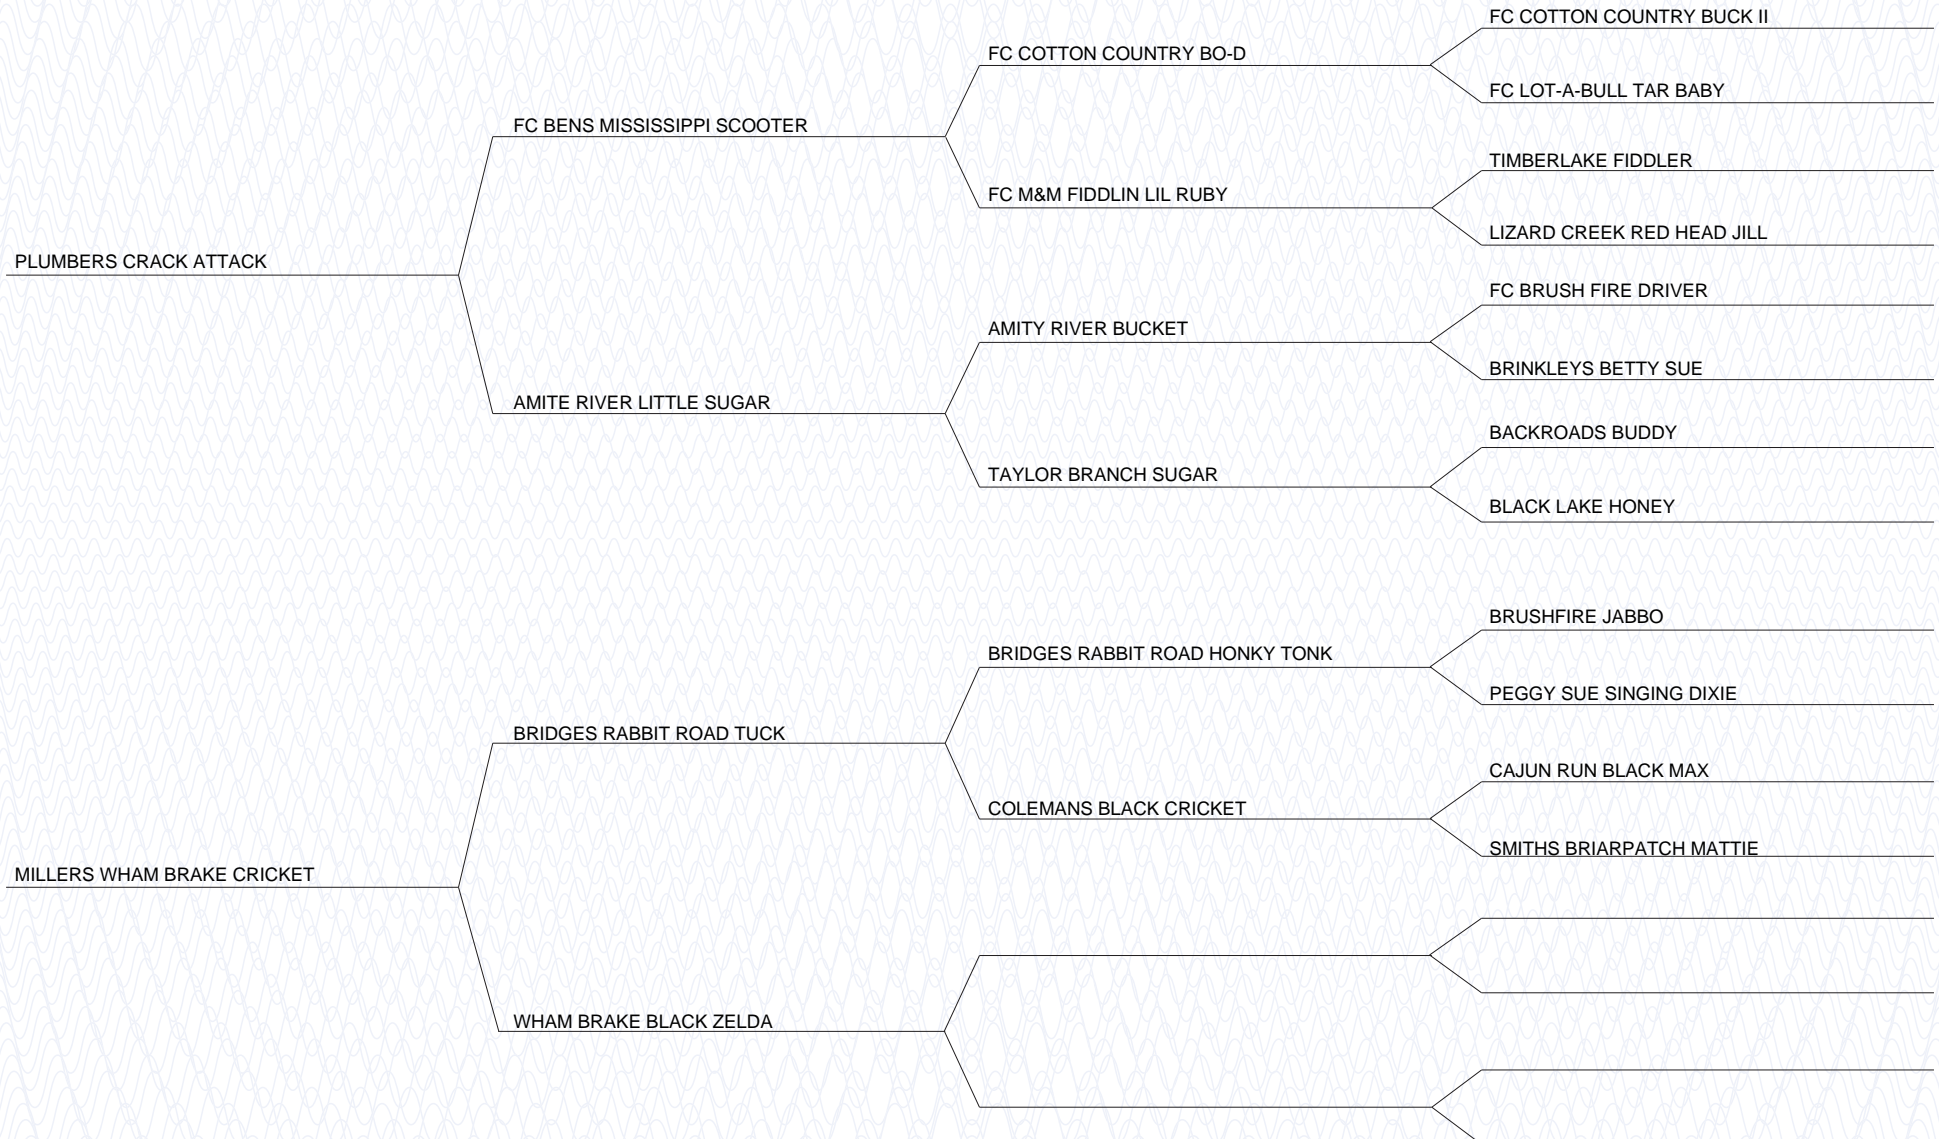 FC COTTON COUNTRY BUCK II
FC COTTON COUNTRY BO-D
FC LOT-A-BULL TAR BABY
FC BENS MISSISSIPPI SCOOTER
TIMBERLAKE FIDDLER
FC M&M FIDDLIN LIL RUBY
LIZARD CREEK RED HEAD JILL
PLUMBERS CRACK ATTACK
FC BRUSH FIRE DRIVER
AMITY RIVER BUCKET
BRINKLEYS BETTY SUE
AMITE RIVER LITTLE SUGAR
BACKROADS BUDDY
TAYLOR BRANCH SUGAR
BLACK LAKE HONEY
BRUSHFIRE JABBO
BRIDGES RABBIT ROAD HONKY TONK
PEGGY SUE SINGING DIXIE
BRIDGES RABBIT ROAD TUCK
CAJUN RUN BLACK MAX
COLEMANS BLACK CRICKET
SMITHS BRIARPATCH MATTIE
MILLERS WHAM BRAKE CRICKET
WHAM BRAKE BLACK ZELDA